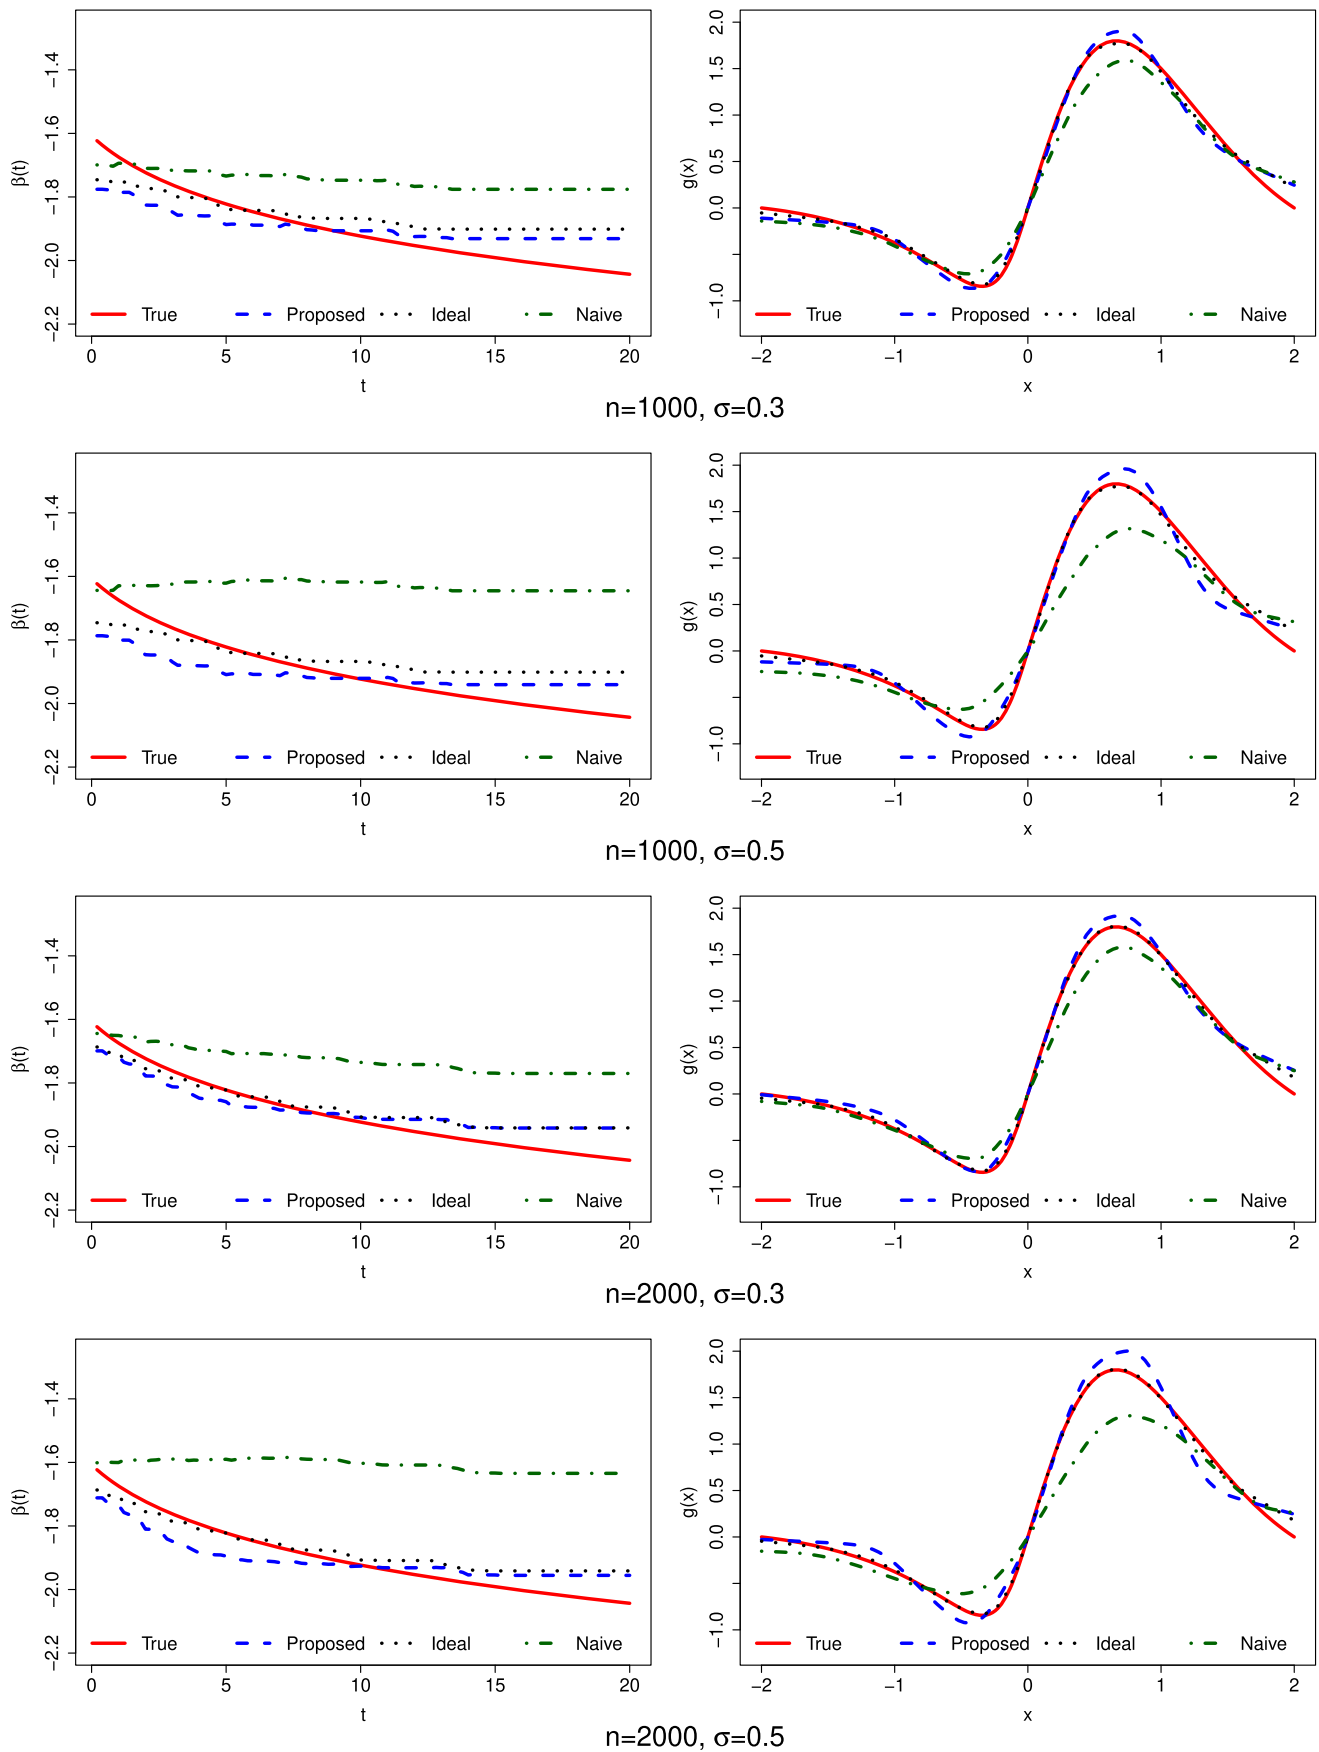 −1.4
−1.6
−1.8
−2.0
−2.2
β(t)
True Proposed Ideal Naive
0 5 10 15 20
t
2.0
1.5
1.0
0.5
0.0
−1.0
g(x)
True Proposed Ideal Naive
−2 −1 0 1 2
x
n=1000, σ=0.3
−1.4
−1.6
−1.8
−2.0
−2.2
β(t)
True Proposed Ideal Naive
0 5 10 15 20
t
2.0
1.5
1.0
0.5
0.0
−1.0
g(x)
True Proposed Ideal Naive
−2 −1 0 1 2
x
n=1000, σ=0.5
−1.4
−1.6
−1.8
−2.0
−2.2
β(t)
True Proposed Ideal Naive
0 5 10 15 20
t
2.0
1.5
1.0
0.5
0.0
−1.0
g(x)
True Proposed Ideal Naive
−2 −1 0 1 2
x
n=2000, σ=0.3
−1.4
−1.6
−1.8
−2.0
−2.2
β(t)
True Proposed Ideal Naive
0 5 10 15 20
t
2.0
1.5
1.0
0.5
0.0
−1.0
g(x)
True Proposed Ideal Naive
−2 −1 0 1 2
x
n=2000, σ=0.5